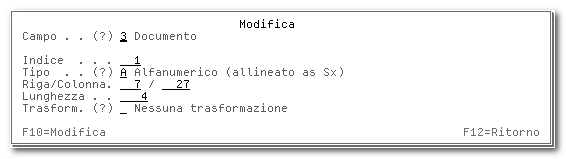 Modifica
Campo . . (?) 3 Documento
Indice . . . 1
Tipo . . (?) A Alfanumerico (allineato as Sx)
Riga/Colonna. 7 / 27
Lunghezza . . 4
Trasform. (?) _ Nessuna trasformazione
F10=Modifica F12=Ritorno